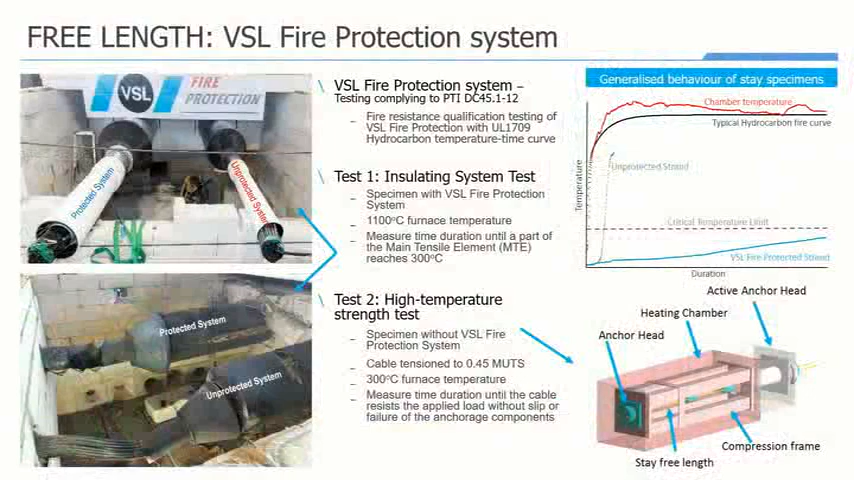 FREE LENGTH: VSL Fire Protection system
VSL
FIRE
PROTECTION
Protected System
Unprotected System
Protected System
Unprotected System
\ VSL Fire Protection system –
Testing complying to PTI DC45.1-12
– Fire resistance qualification testing of
VSL Fire Protection with UL1709
Hydrocarbon temperature-time curve
\ Test 1: Insulating System Test
– Specimen with VSL Fire Protection
System
– 1100°C furnace temperature
– Measure time duration until a part of
the Main Tensile Element (MTE)
reaches 300°C
\ Test 2: High-temperature
strength test
– Specimen without VSL Fire
Protection System
– Cable tensioned to 0.45 MUTS
– 300°C furnace temperature
– Measure time duration until the cable
resists the applied load without slip or
failure of the anchorage components
Generalised behaviour of stay specimens
Chamber temperature
Typical Hydrocarbon fire curve
Unprotected Strand
Temperature
Critical Temperature Limit
VSL Fire Protected Strand
Duration
Active Anchor Head
Heating Chamber
Anchor Head
Compression frame
Stay free length